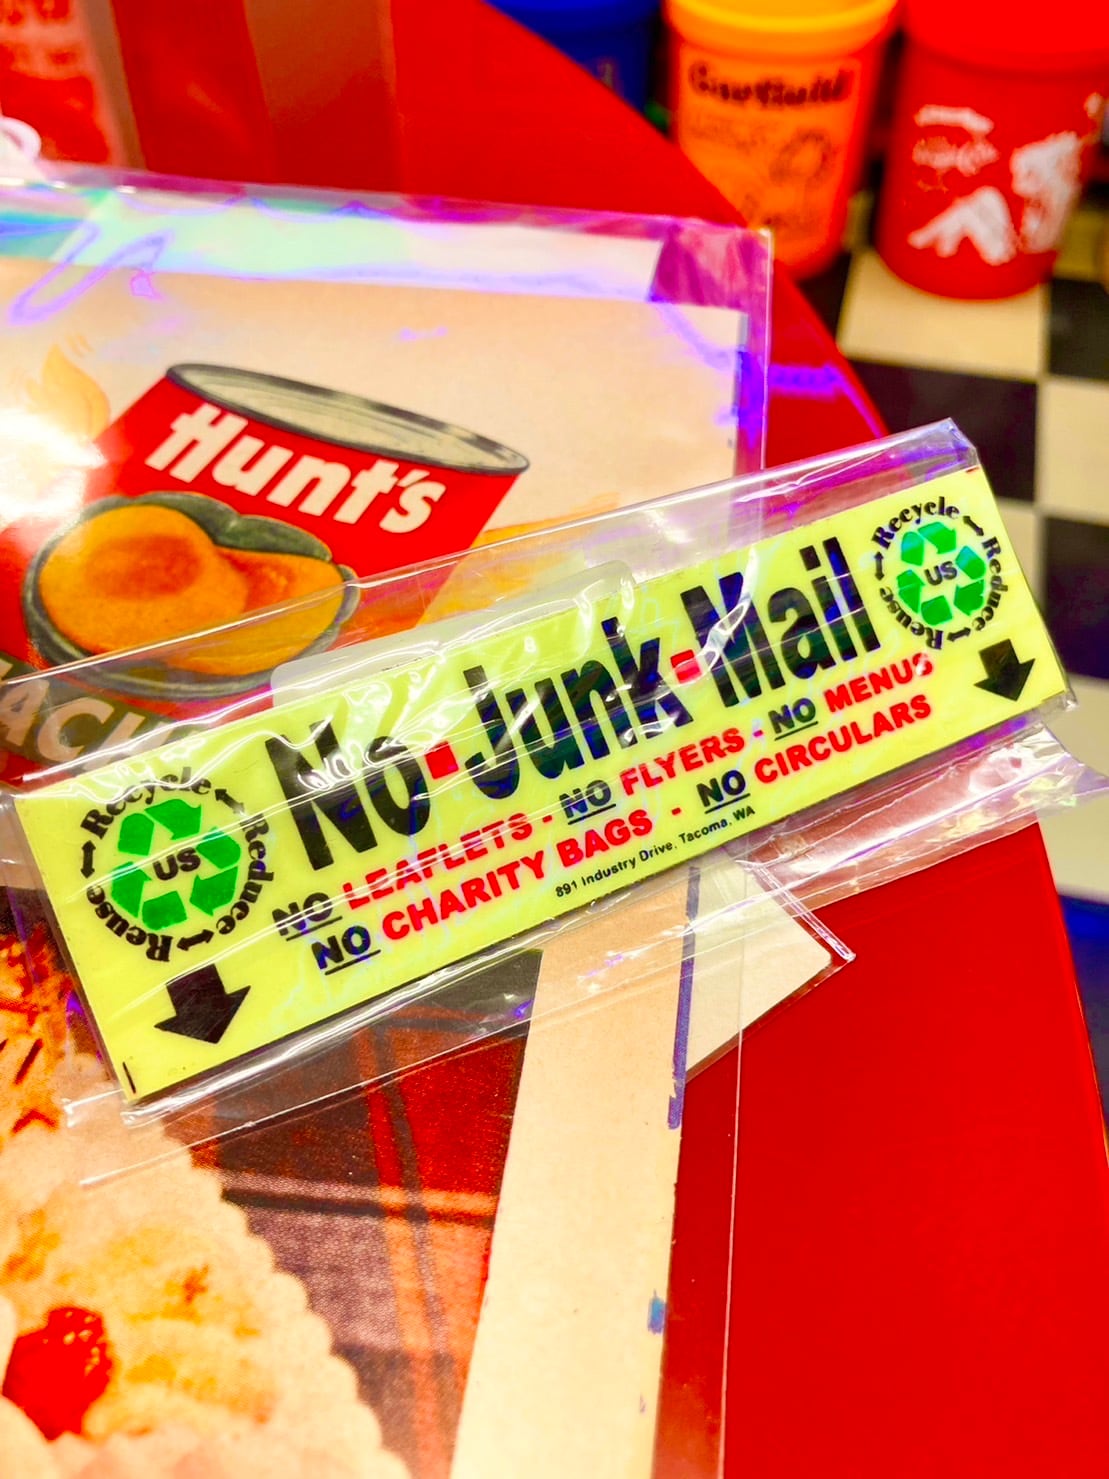 Garfield
Hunt's
No▪Junk▪Mail
NO LEAFLETS - NO FLYERS - NO MENUS
NO CHARITY BAGS - NO CIRCULARS
891 Industry Drive, Tacoma, WA
Recycle Reduce Reuse
US
Recycle Reduce Reuse
US